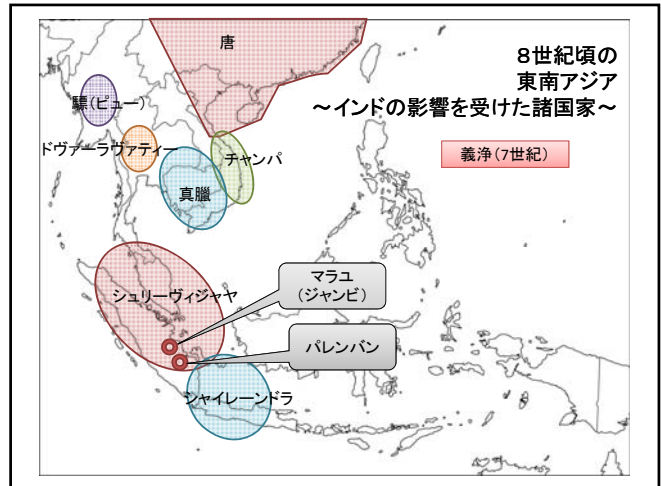 8世紀頃の
東南アジア
~インドの影響を受けた諸国家~
唐
義浄(7世紀)
驃(ピュー)
ドヴァーラヴァティー
チャンパ
真臘
マラユ
(ジャンビ)
シュリーヴィジャヤ
パレンバン
シャイレーンドラ